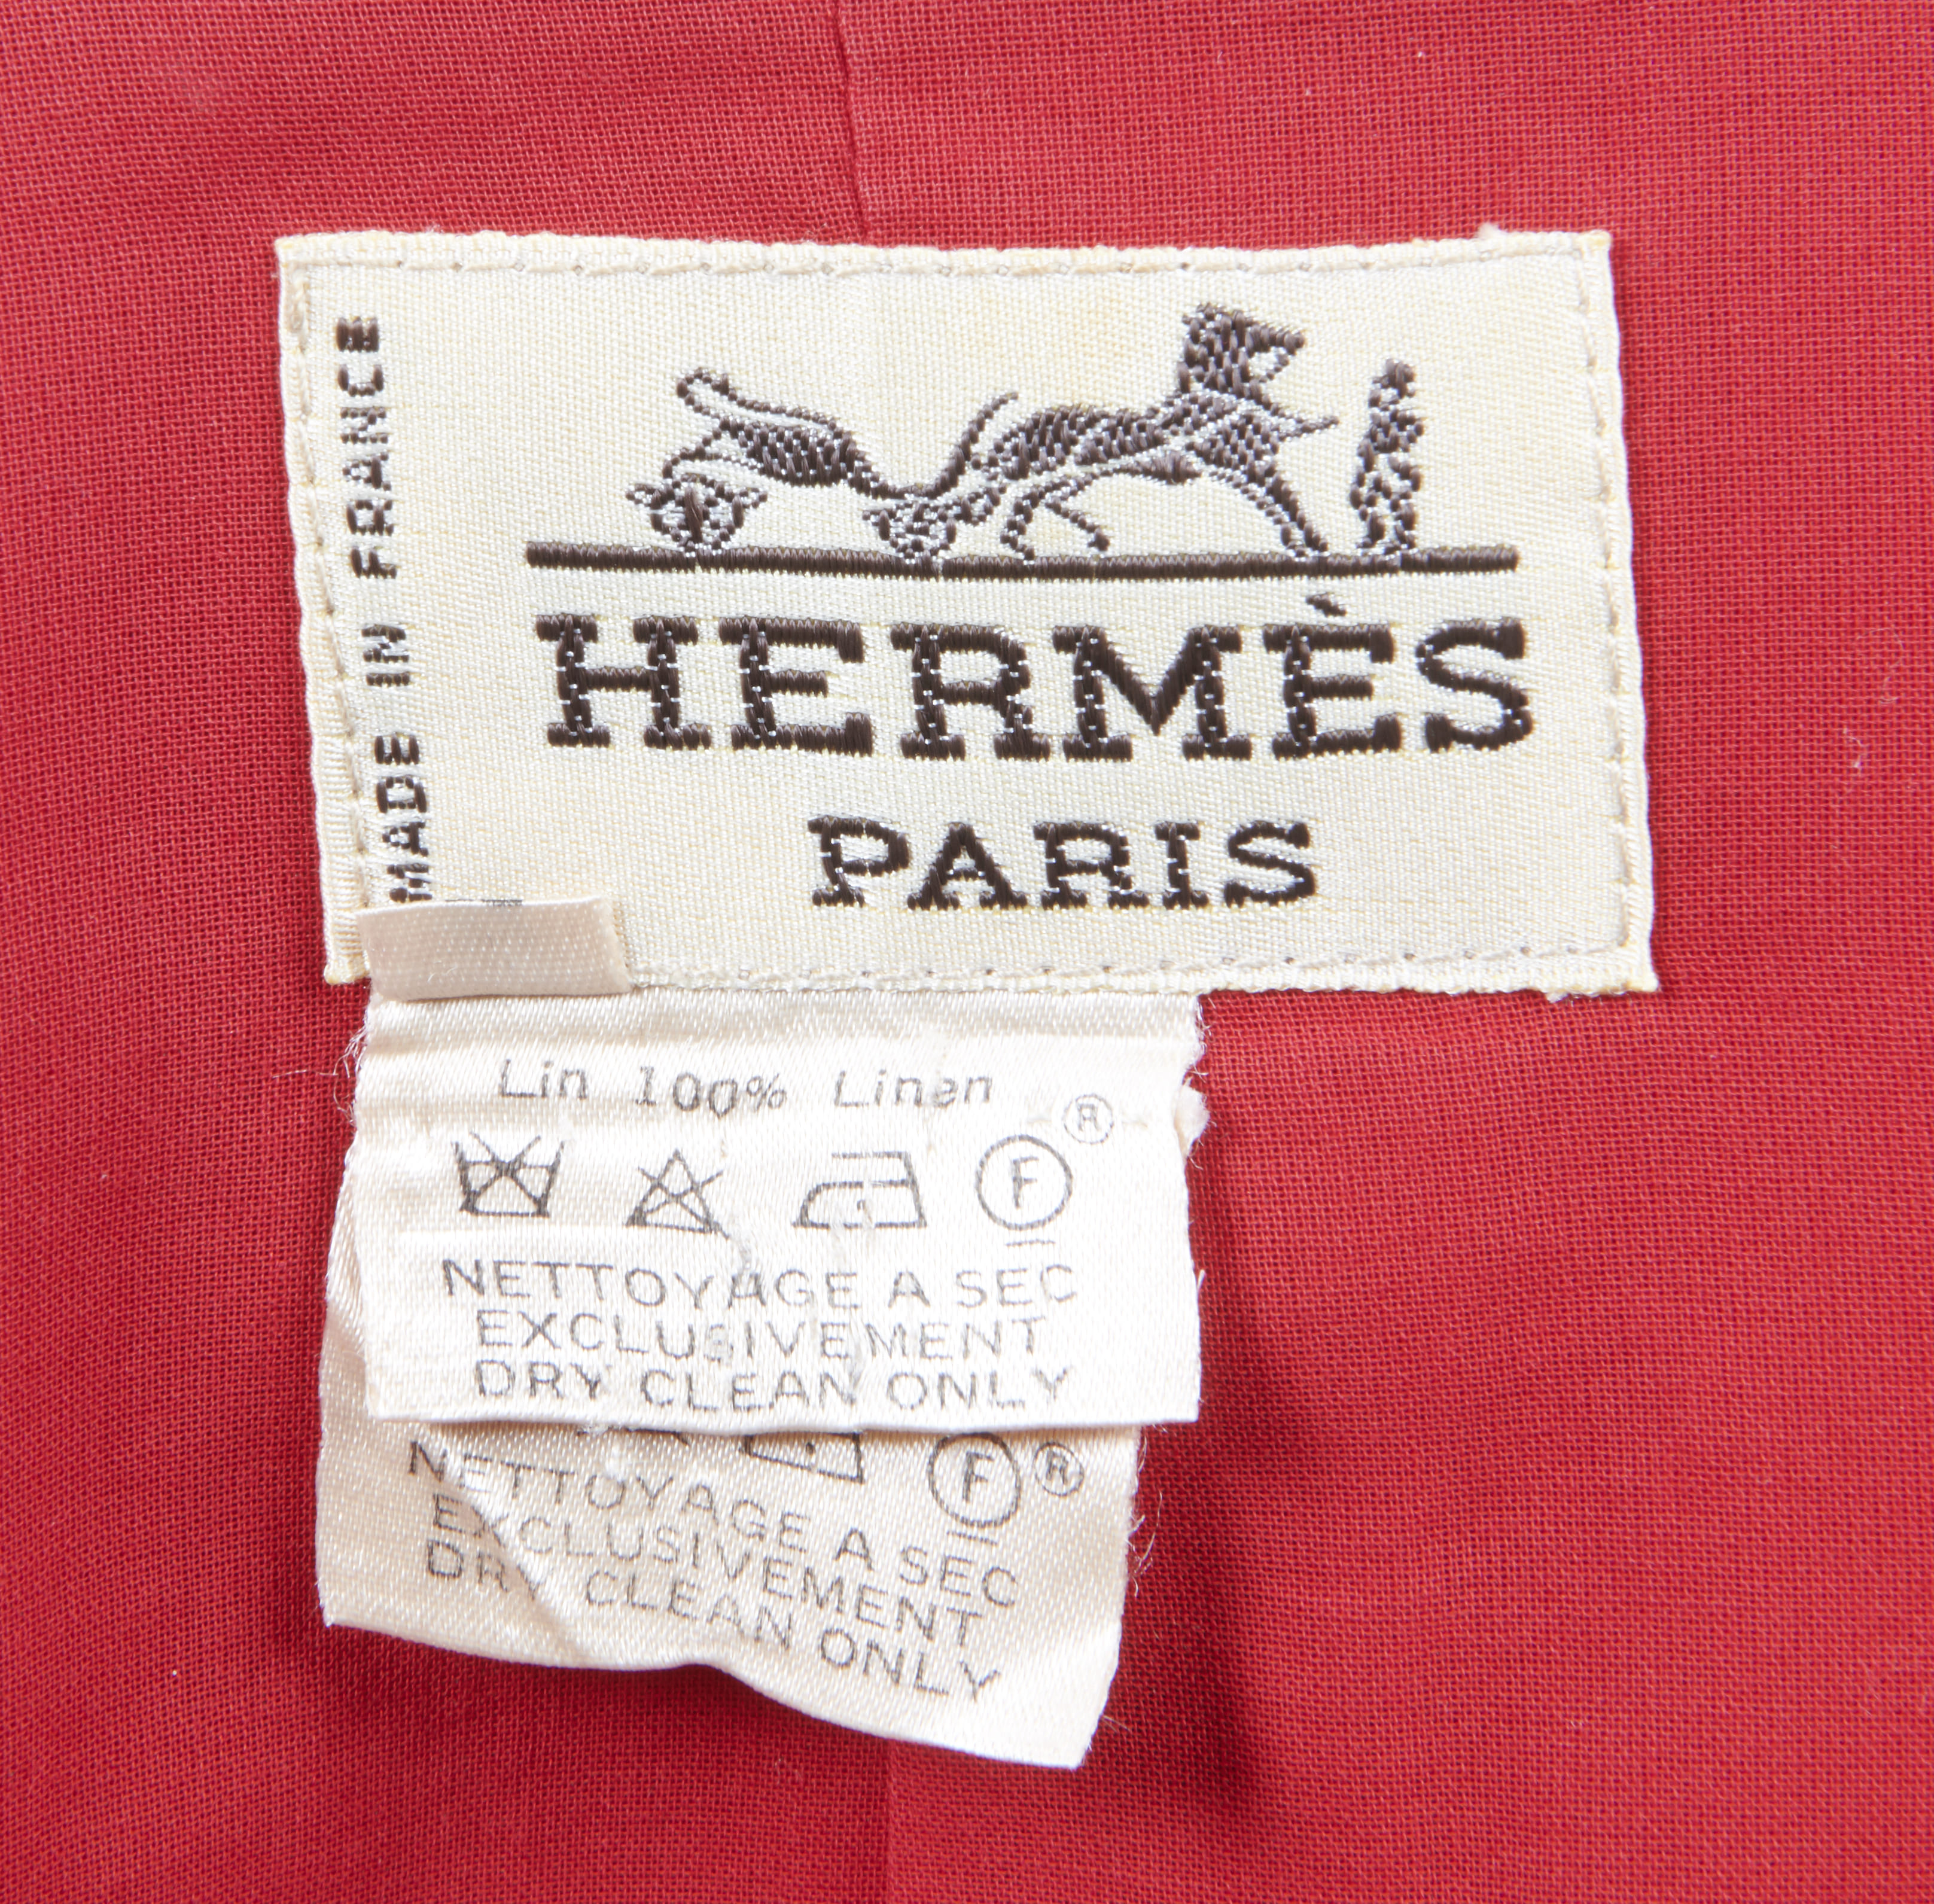 MADE IN FRANCE
HERMÈS
PARIS
Lin 100% Linen
®
F
NETTOYAGE A SEC
EXCLUSIVEMENT
DRY CLEAN ONLY
F ®
NETTOYAGE A SEC
EXCLUSIVEMENT
DRY CLEAN ONLY